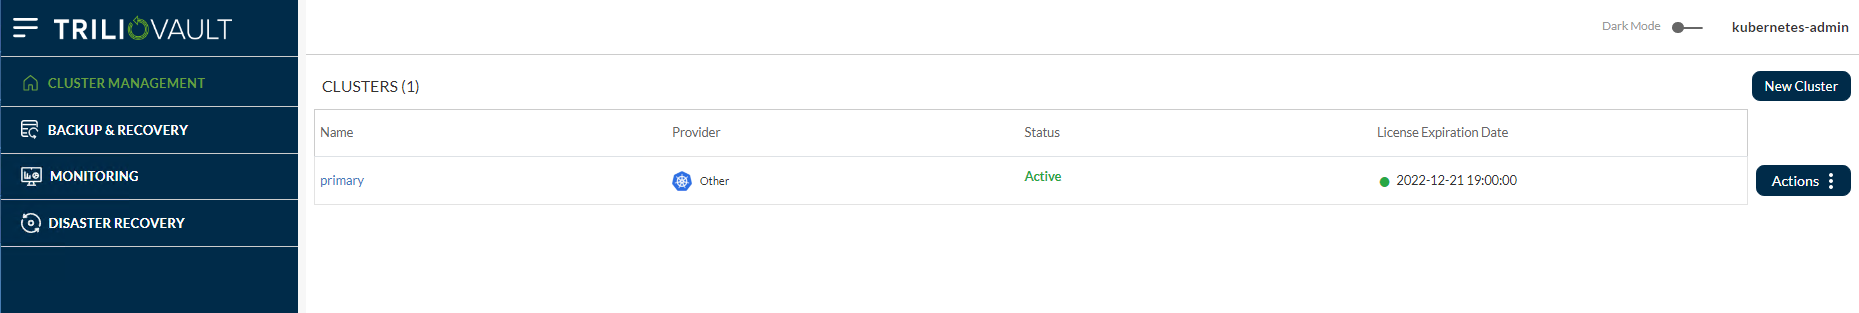 TRILIOVAULT
Dark Mode
kubernetes-admin
CLUSTER MANAGEMENT
BACKUP & RECOVERY
MONITORING
DISASTER RECOVERY
CLUSTERS (1)
New Cluster
Name Provider Status License Expiration Date
primary Other Active 2022-12-21 19:00:00 Actions